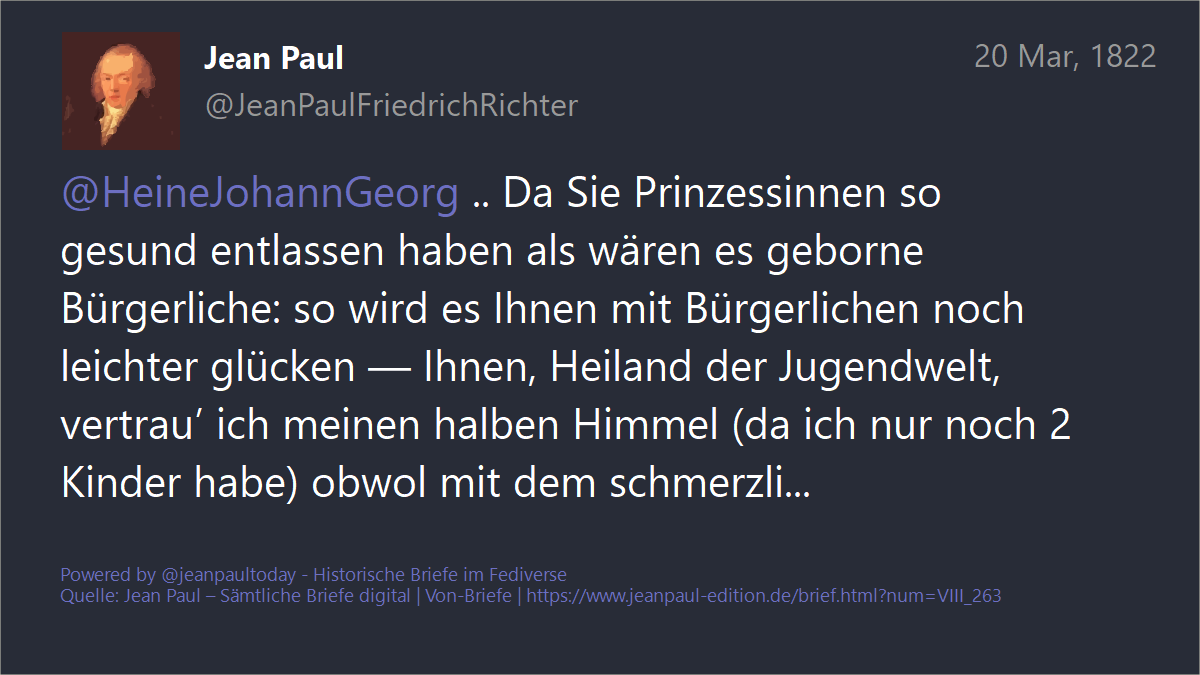 Jean Paul
20 Mar, 1822
@JeanPaulFriedrichRichter
@HeineJohannGeorg .. Da Sie Prinzessinnen so
gesund entlassen haben als wären es geborne
Bürgerliche: so wird es Ihnen mit Bürgerlichen noch
leichter glücken — Ihnen, Heiland der Jugendwelt,
vertrau’ ich meinen halben Himmel (da ich nur noch 2
Kinder habe) obwol mit dem schmerzli...
Powered by @jeanpaultoday - Historische Briefe im Fediverse
Quelle: Jean Paul – Sämtliche Briefe digital | Von-Briefe | https://www.jeanpaul-edition.de/brief.html?num=VIII_263